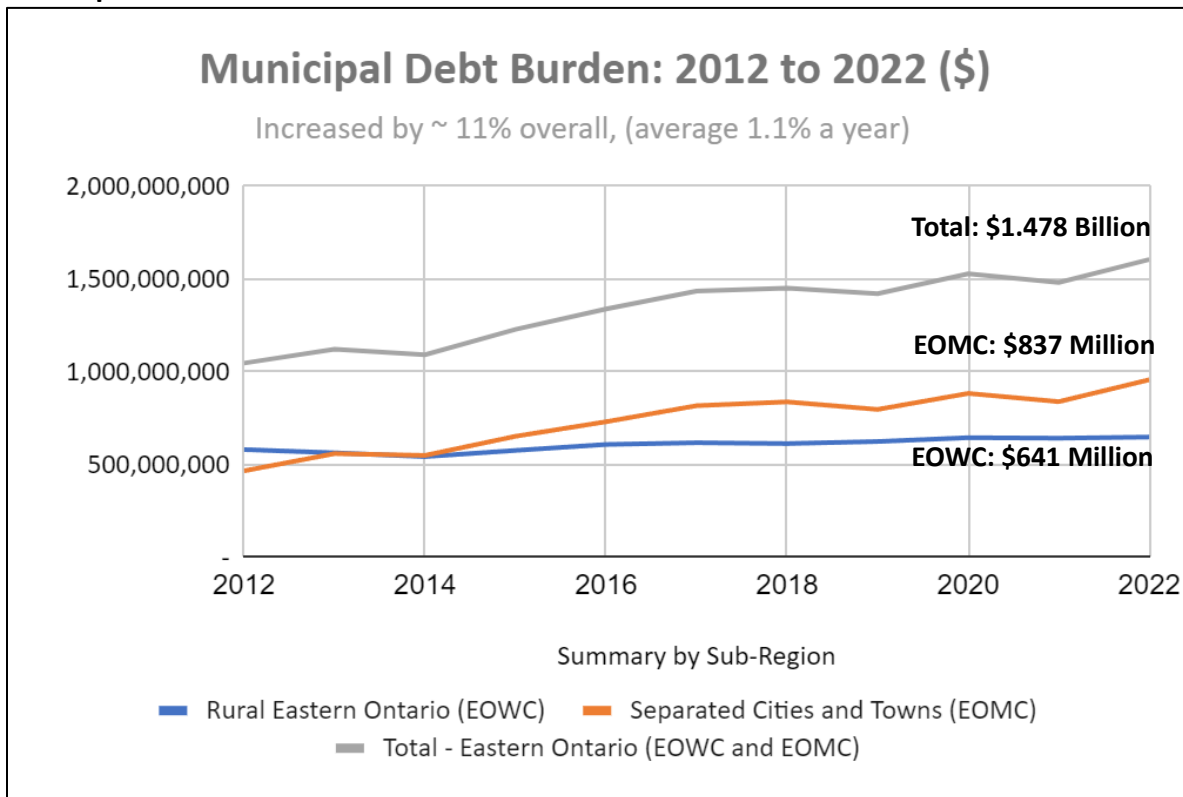 Municipal Debt Burden: 2012 to 2022 ($)
Increased by ~ 11% overall, (average 1.1% a year)
2,000,000,000
Total: $1.478 Billion
1,500,000,000
EOMC: $837 Million
1,000,000,000
500,000,000
EOWC: $641 Million
-
2012 2014 2016 2018 2020 2022
Summary by Sub-Region
Rural Eastern Ontario (EOWC) Separated Cities and Towns (EOMC)
Total - Eastern Ontario (EOWC and EOMC)